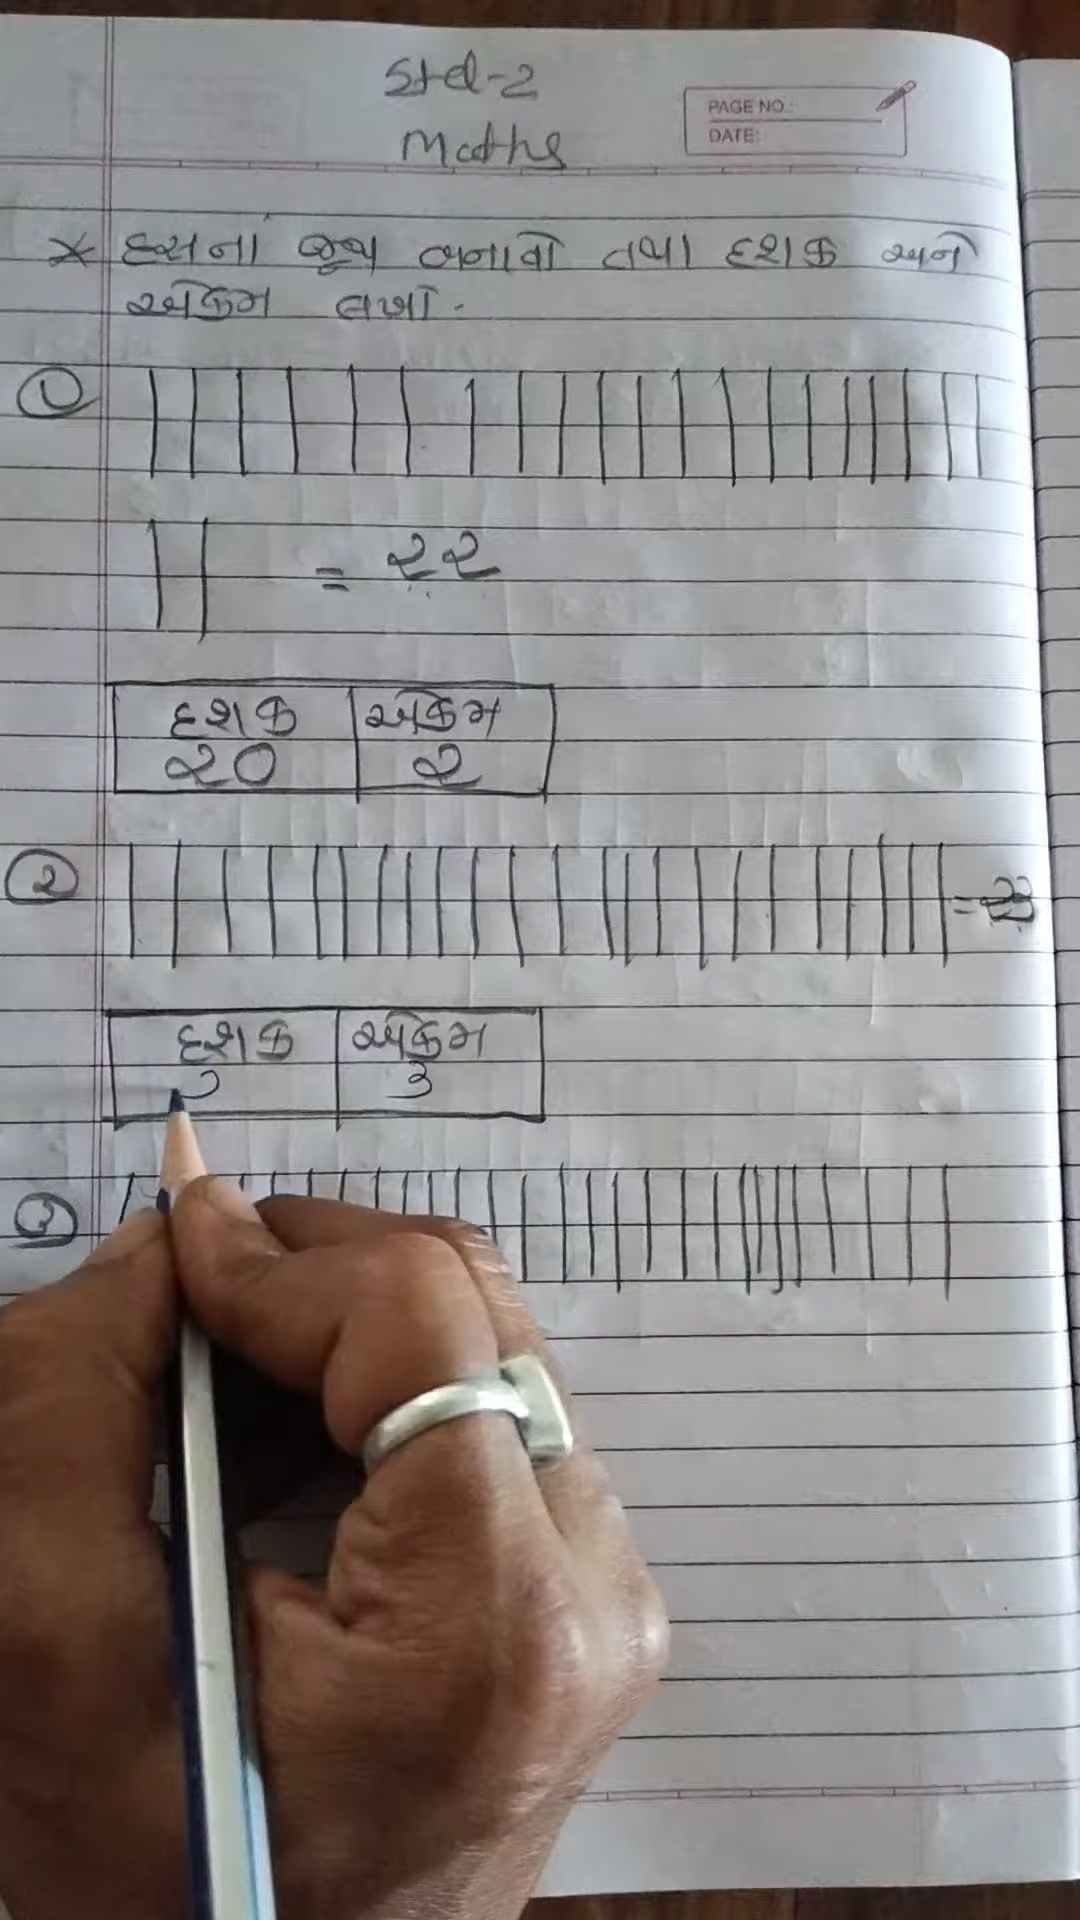 Std-2
Maths
PAGE NO.:
DATE:
* દસનાં જૂથ બનાવો તથા દશક અને
એકમ લખો.
①
= ૨૨
દશક એકમ
૨૦ ૨
② =
દશક એકમ
૨ ૩
③